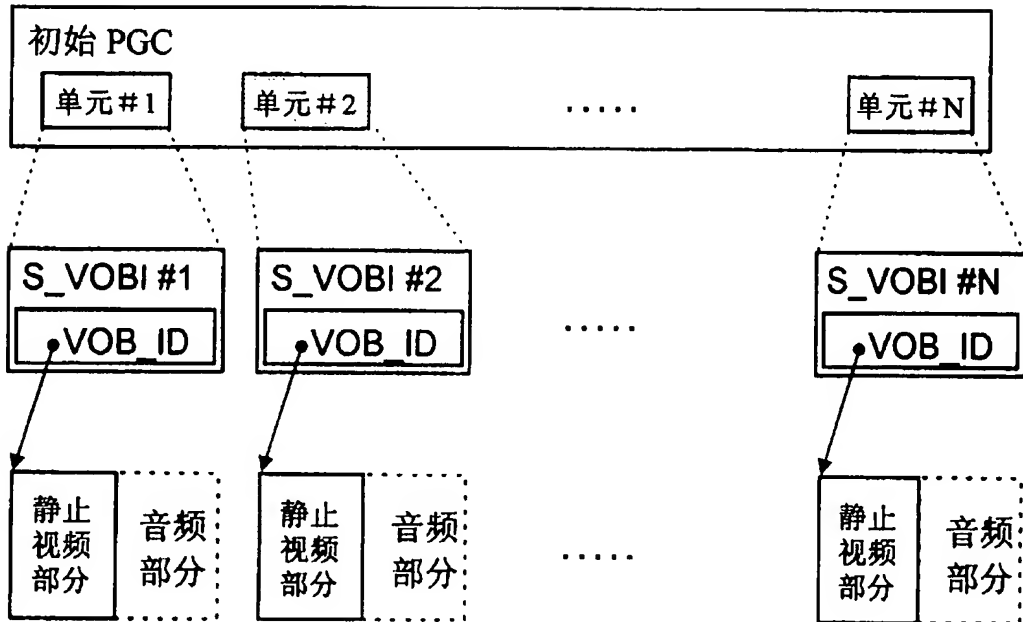 初始 PGC
单元#1
单元#2
.....
单元#N
S_VOBI #1
S_VOBI #2
S_VOBI #N
.....
VOB_ID
VOB_ID
VOB_ID
静止
视频
部分
音频
部分
静止
视频
部分
音频
部分
.....
静止
视频
部分
音频
部分